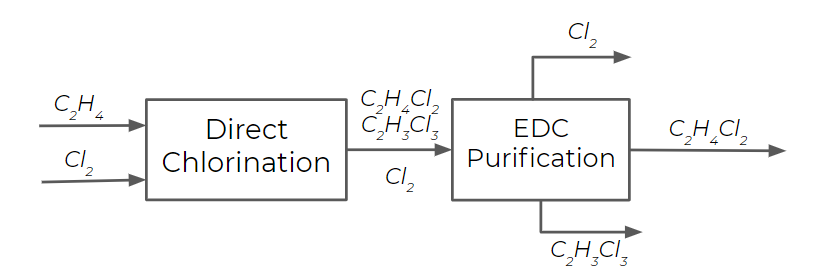 C₂H₄
Cl₂
Direct
Chlorination
C₂H₄Cl₂
C₂H₃Cl₃
Cl₂
Cl₂
EDC
Purification
C₂H₄Cl₂
C₂H₃Cl₃